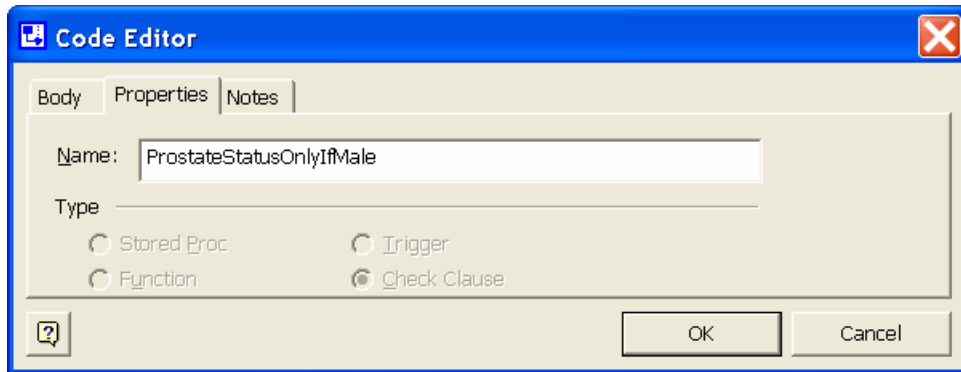 Code Editor
Body Properties Notes
Name: ProstateStatusOnlyIfMale
Type
Stored Proc Trigger
Function Check Clause
? OK Cancel